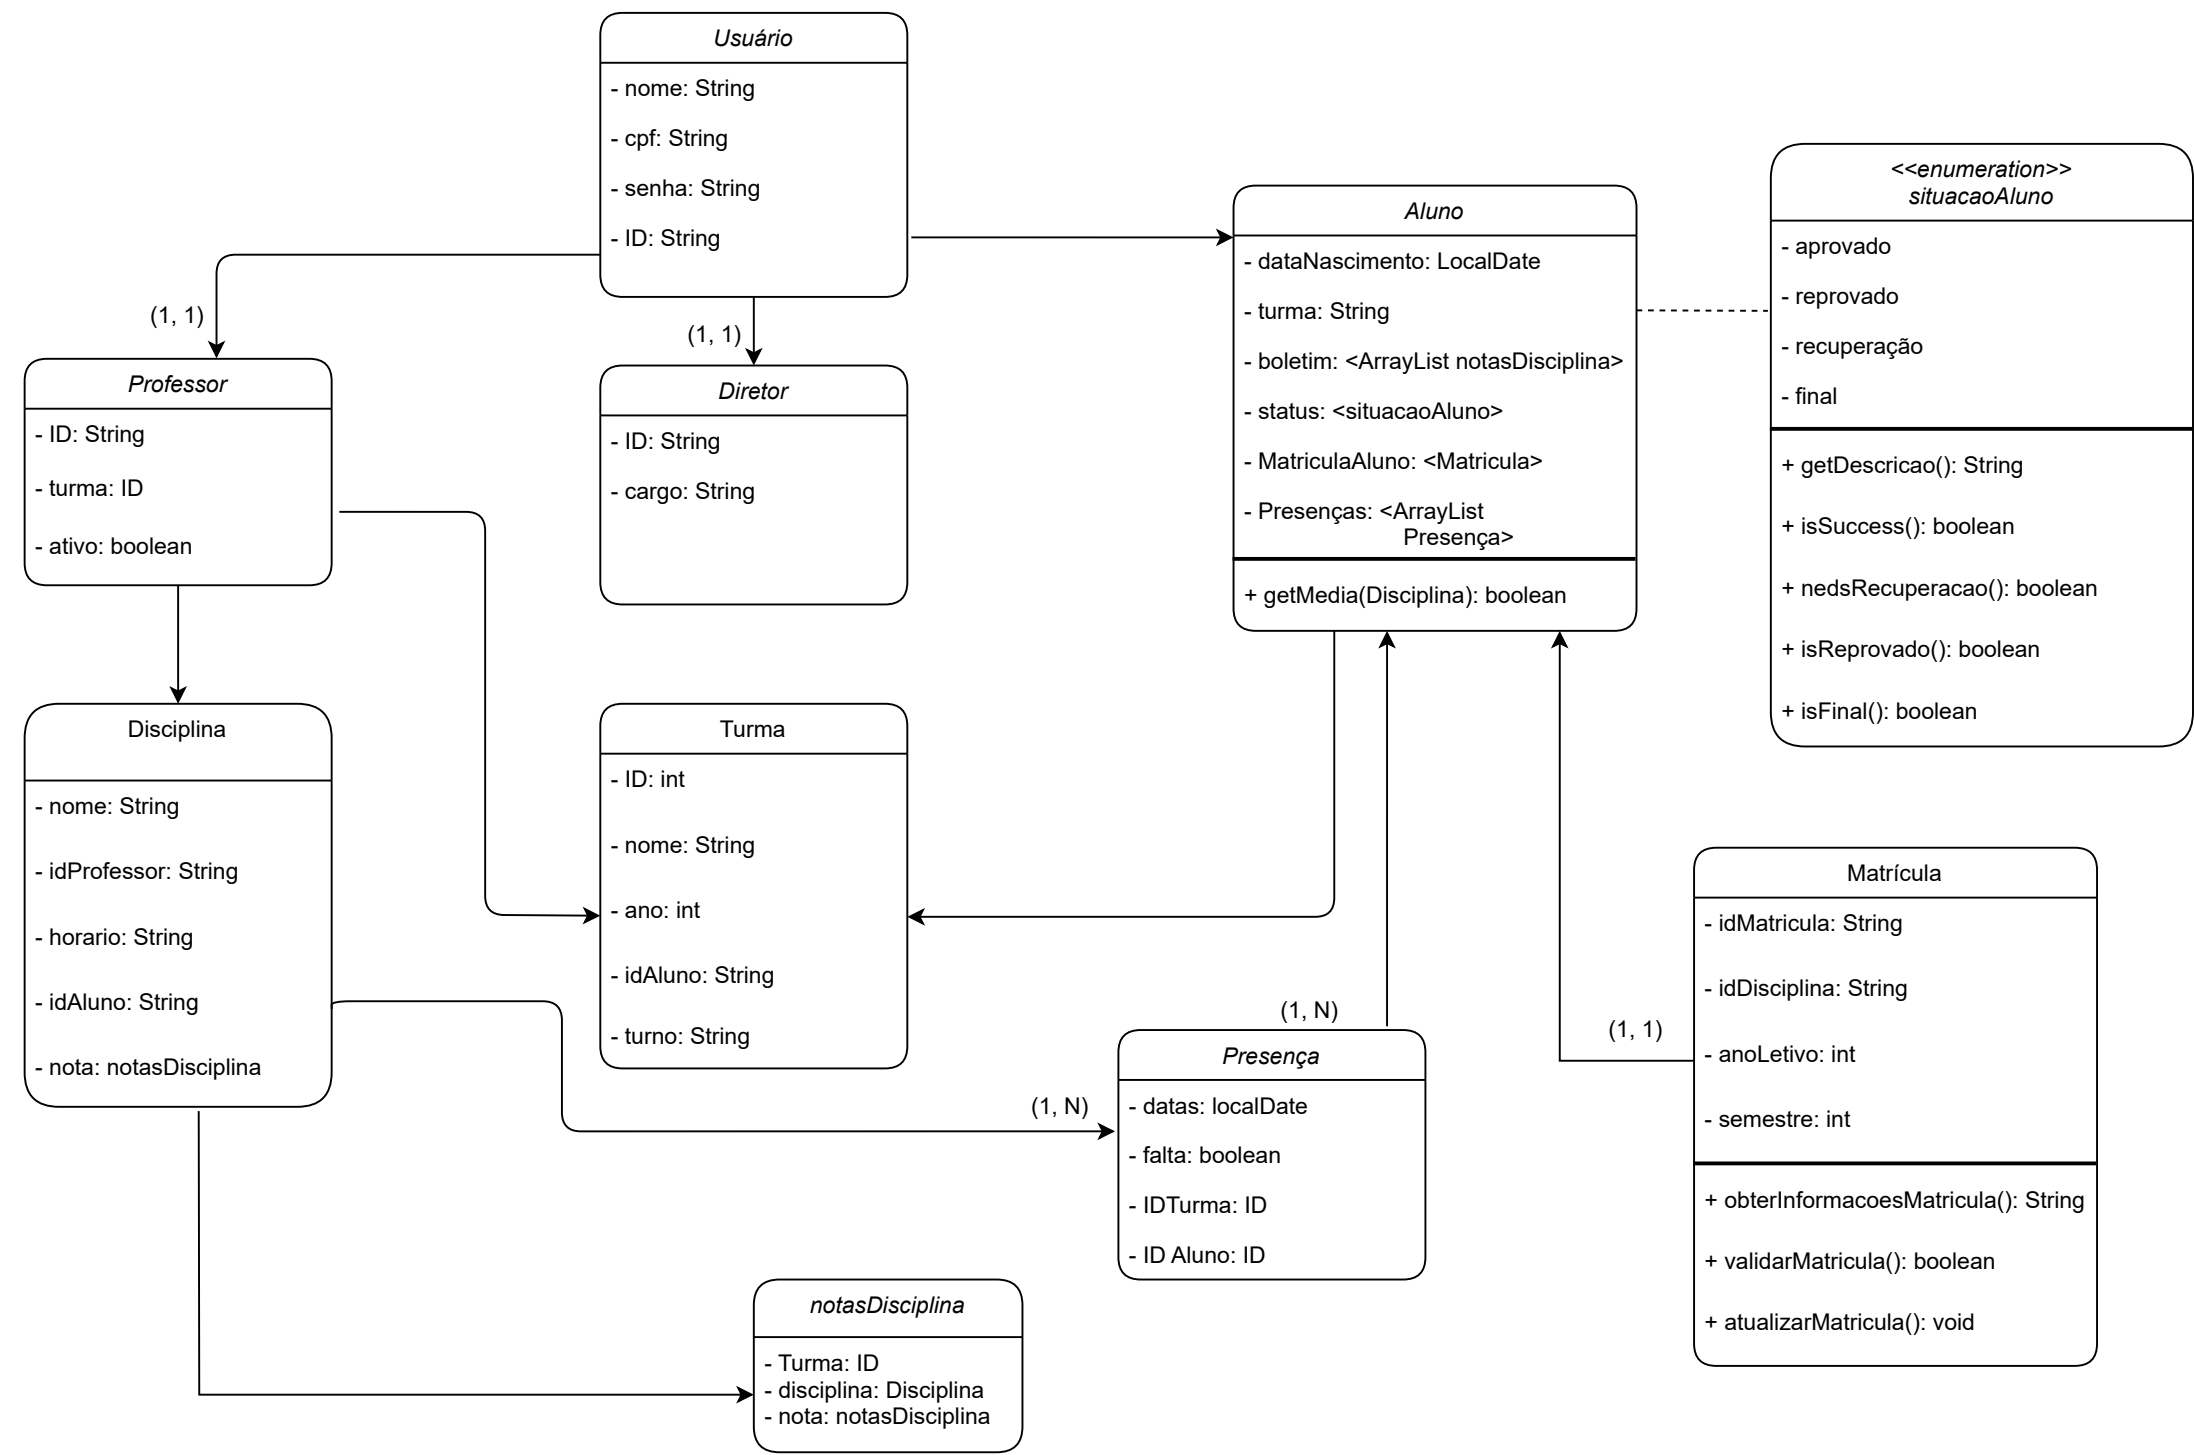 Usuário
- nome: String
- cpf: String
- senha: String
- ID: String
(1, 1)
Professor
- ID: String
- turma: ID
- ativo: boolean
(1, 1)
Diretor
- ID: String
- cargo: String
Aluno
- dataNascimento: LocalDate
- turma: String
- boletim: <ArrayList notasDisciplina>
- status: <situacaoAluno>
- MatriculaAluno: <Matricula>
- Presenças: <ArrayList
Presença>
+ getMedia(Disciplina): boolean
<<enumeration>>
situacaoAluno
- aprovado
- reprovado
- recuperação
- final
+ getDescricao(): String
+ isSuccess(): boolean
+ nedsRecuperacao(): boolean
+ isReprovado(): boolean
+ isFinal(): boolean
Disciplina
- nome: String
- idProfessor: String
- horario: String
- idAluno: String
- nota: notasDisciplina
Turma
- ID: int
- nome: String
- ano: int
- idAluno: String
- turno: String
(1, N)
(1, N)
Presença
- datas: localDate
- falta: boolean
- IDTurma: ID
- ID Aluno: ID
(1, 1)
Matrícula
- idMatricula: String
- idDisciplina: String
- anoLetivo: int
- semestre: int
+ obterInformacoesMatricula(): String
+ validarMatricula(): boolean
+ atualizarMatricula(): void
notasDisciplina
- Turma: ID
- disciplina: Disciplina
- nota: notasDisciplina